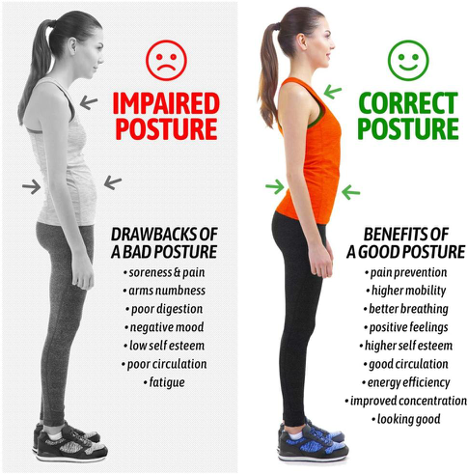 IMPAIRED
POSTURE
DRAWBACKS OF
A BAD POSTURE
• soreness & pain
• arms numbness
• poor digestion
• negative mood
• low self esteem
• poor circulation
• fatigue
CORRECT
POSTURE
BENEFITS OF
A GOOD POSTURE
• pain prevention
• higher mobility
• better breathing
• positive feelings
• higher self esteem
• good circulation
• energy efficiency
• improved concentration
• looking good